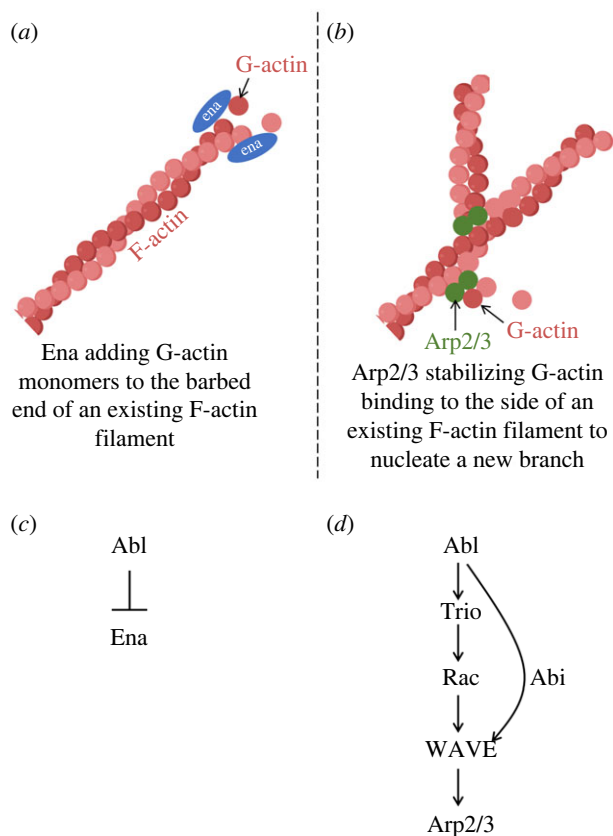 (a)
G-actin
ena
ena
F-actin
Ena adding G-actin
monomers to the barbed
end of an existing F-actin
filament
(b)
G-actin
Arp2/3
Arp2/3 stabilizing G-actin
binding to the side of an
existing F-actin filament to
nucleate a new branch
(c)
Abl
Ena
(d)
Abl
Trio
Rac
Abi
WAVE
Arp2/3